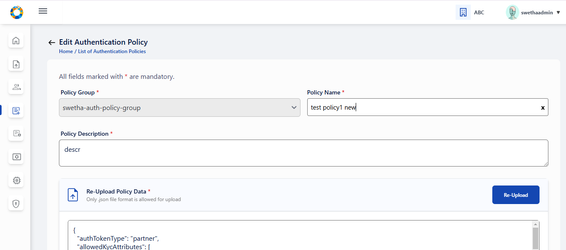 ABC
swethaadmin
Edit Authentication Policy
Home / List of Authentication Policies
All fields marked with * are mandatory.
Policy Group *
Policy Name *
swetha-auth-policy-group
test policy1 new
x
Policy Description *
descr
Re-Upload Policy Data *
Only .json file format is allowed for upload
Re-Upload
{
"authTokenType": "partner",
"allowedKycAttributes": [